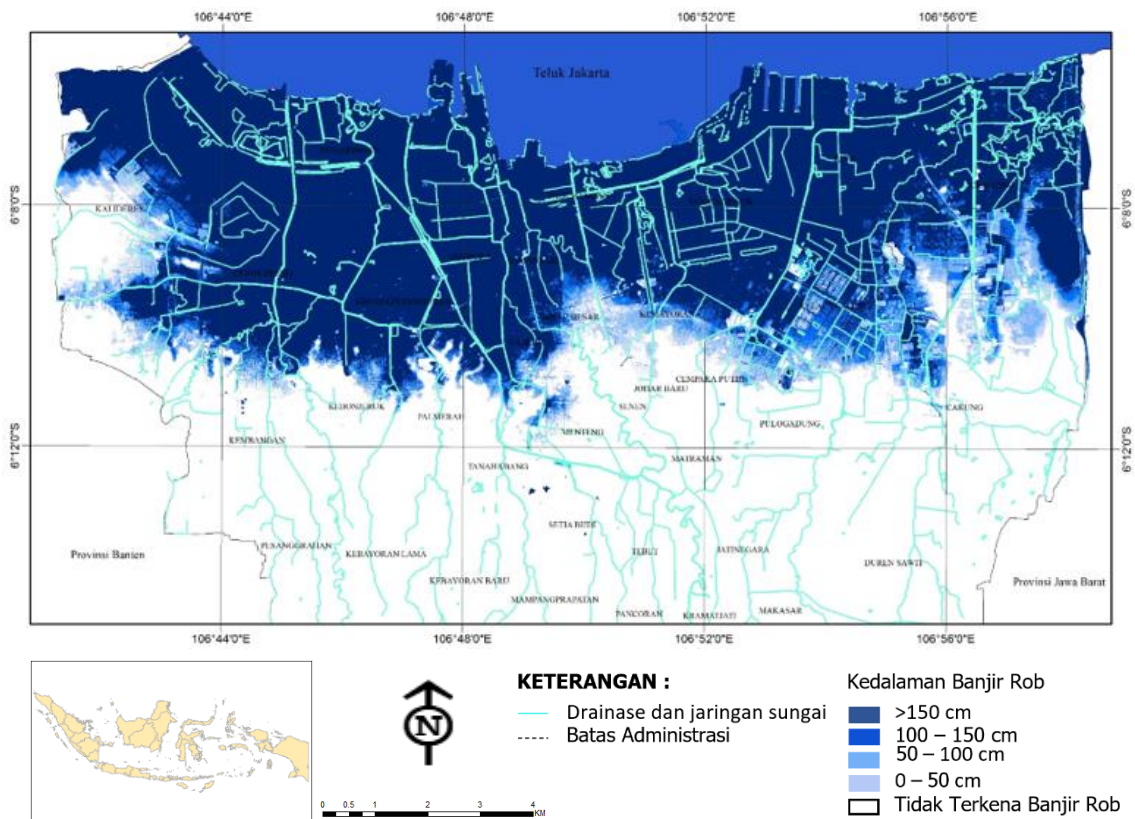 106°44'0"E 106°48'0"E 106°52'0"E 106°56'0"E
Teluk Jakarta
6°8'0"S
6°8'0"S
KALIDERES
KEMAYORAN
CEMPAKA PUTIH
JOHAR BARU
SENEN
KEBONJERUK
PALMERAH
CAKUNG
PULOGADUNG
MENTENG
KEMBANGAN
6°12'0"S
6°12'0"S
MATRAMAN
TANAHABANG
SETIA BUDI
PESANGGRAHAN
KEBAYORAN LAMA
TEBET
JATINEGARA
DUREN SAWIT
Provinsi Banten
Provinsi Jawa Barat
KEBAYORAN BARU
MAMPANGPRAPATAN
PANCORAN
KRAMATJATI
MAKASAR
106°44'0"E 106°48'0"E 106°52'0"E 106°56'0"E
N
KETERANGAN :
Drainase dan jaringan sungai
Batas Administrasi
0 0.5 1 2 3 4
KM
Kedalaman Banjir Rob
>150 cm
100 – 150 cm
50 – 100 cm
0 – 50 cm
Tidak Terkena Banjir Rob